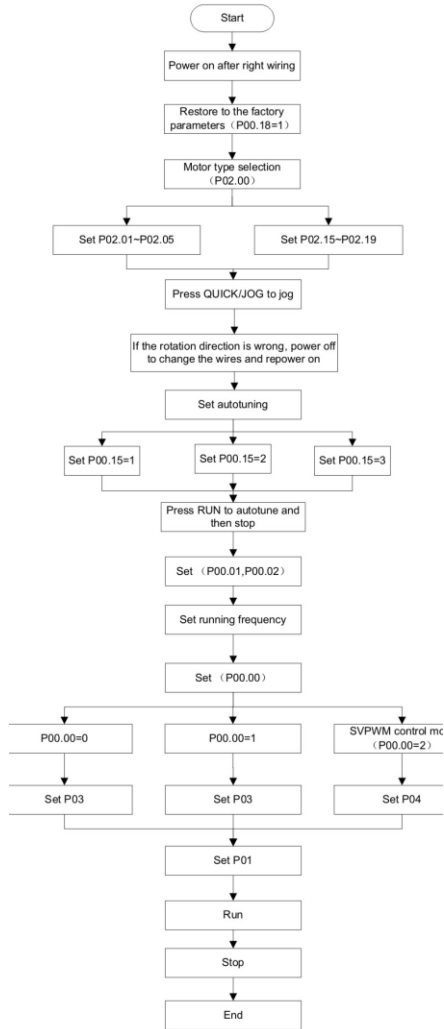 Start
Power on after right wiring
Restore to the factory
parameters（P00.18=1）
Motor type selection
(P02.00)
Set P02.01~P02.05
Set P02.15~P02.19
Press QUICK/JOG to jog
If the rotation direction is wrong, power off
to change the wires and repower on
Set autotuning
Set P00.15=1
Set P00.15=2
Set P00.15=3
Press RUN to autotune and
then stop
Set （P00.01,P00.02）
Set running frequency
Set （P00.00）
P00.00=0
P00.00=1
SVPWM control mo
（P00.00=2）
Set P03
Set P03
Set P04
Set P01
Run
Stop
End